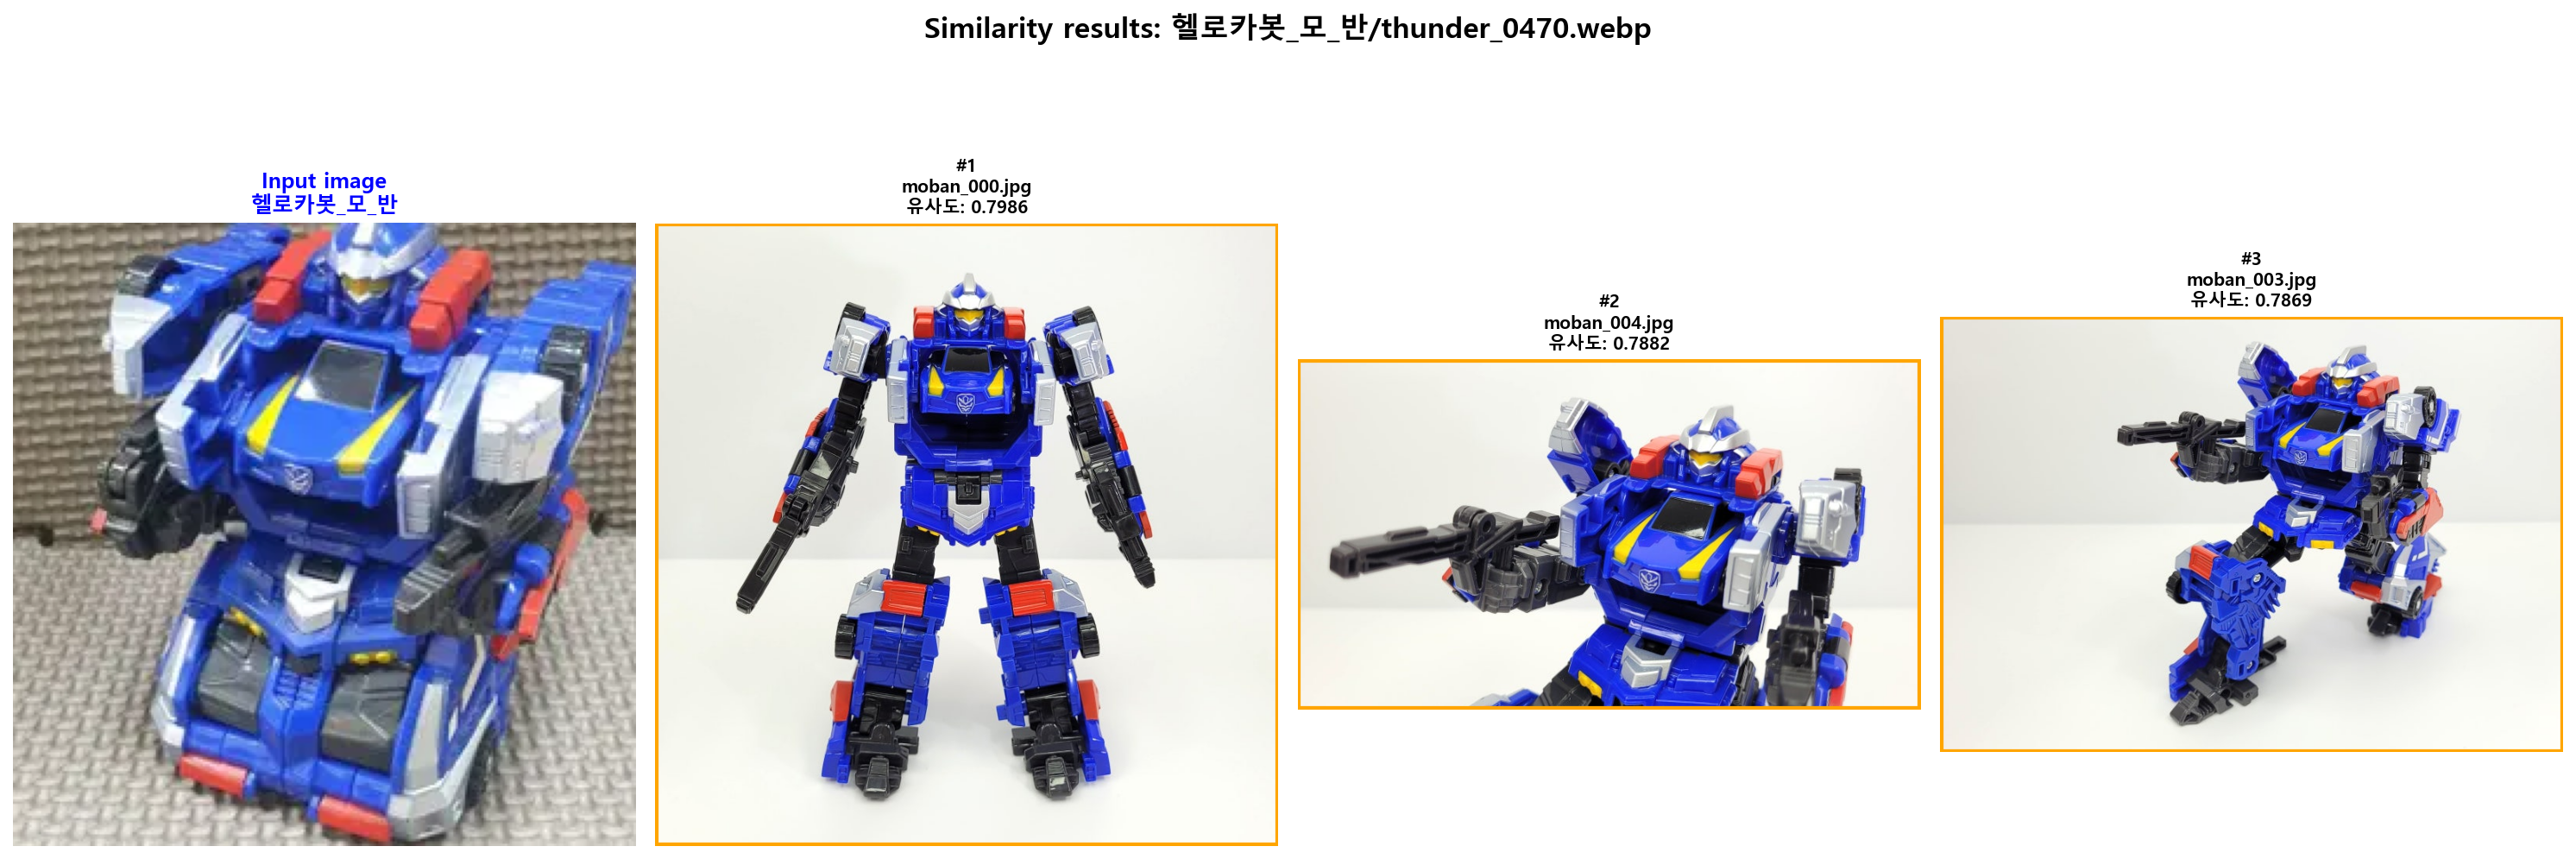 Similarity results: 헬로카봇_모_반/thunder_0470.webp
Input image
헬로카봇_모_반
#1
moban_000.jpg
유사도: 0.7986
#2
moban_004.jpg
유사도: 0.7882
#3
moban_003.jpg
유사도: 0.7869